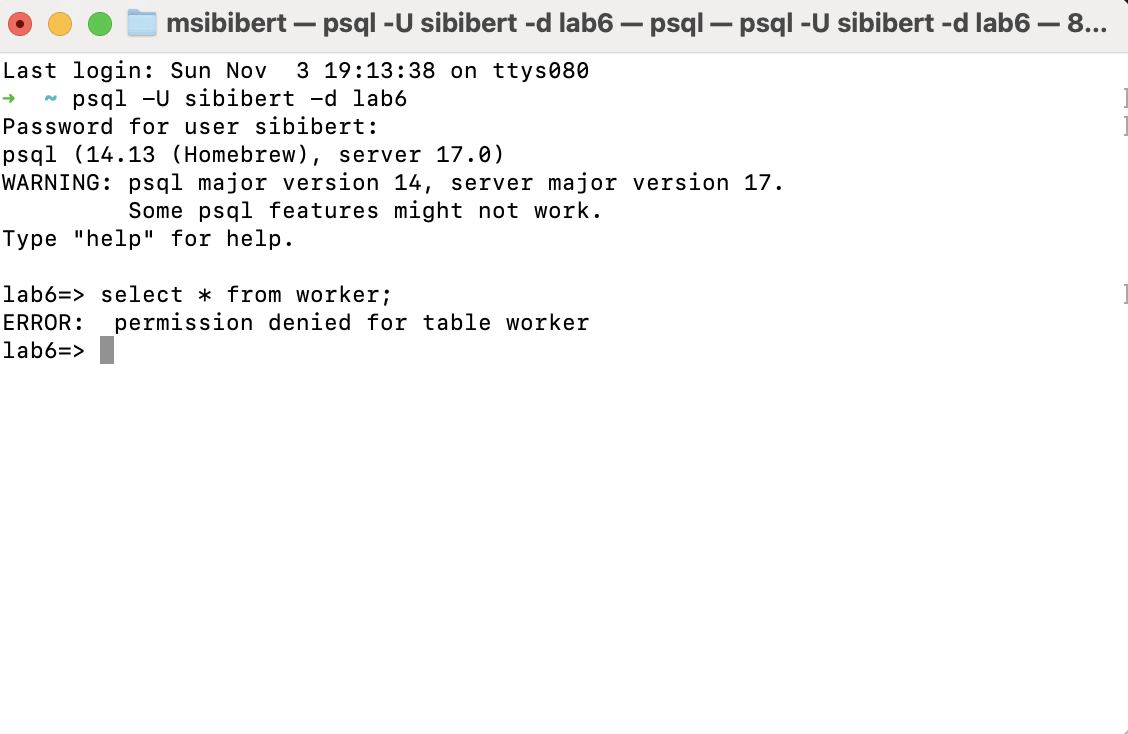 msibibert — psql -U sibibert -d lab6 — psql — psql -U sibibert -d lab6 — 8...
Last login: Sun Nov  3 19:13:38 on ttys080
➜  ~ psql -U sibibert -d lab6
Password for user sibibert:
psql (14.13 (Homebrew), server 17.0)
WARNING: psql major version 14, server major version 17.
         Some psql features might not work.
Type "help" for help.
lab6=> select * from worker;
ERROR:  permission denied for table worker
lab6=>